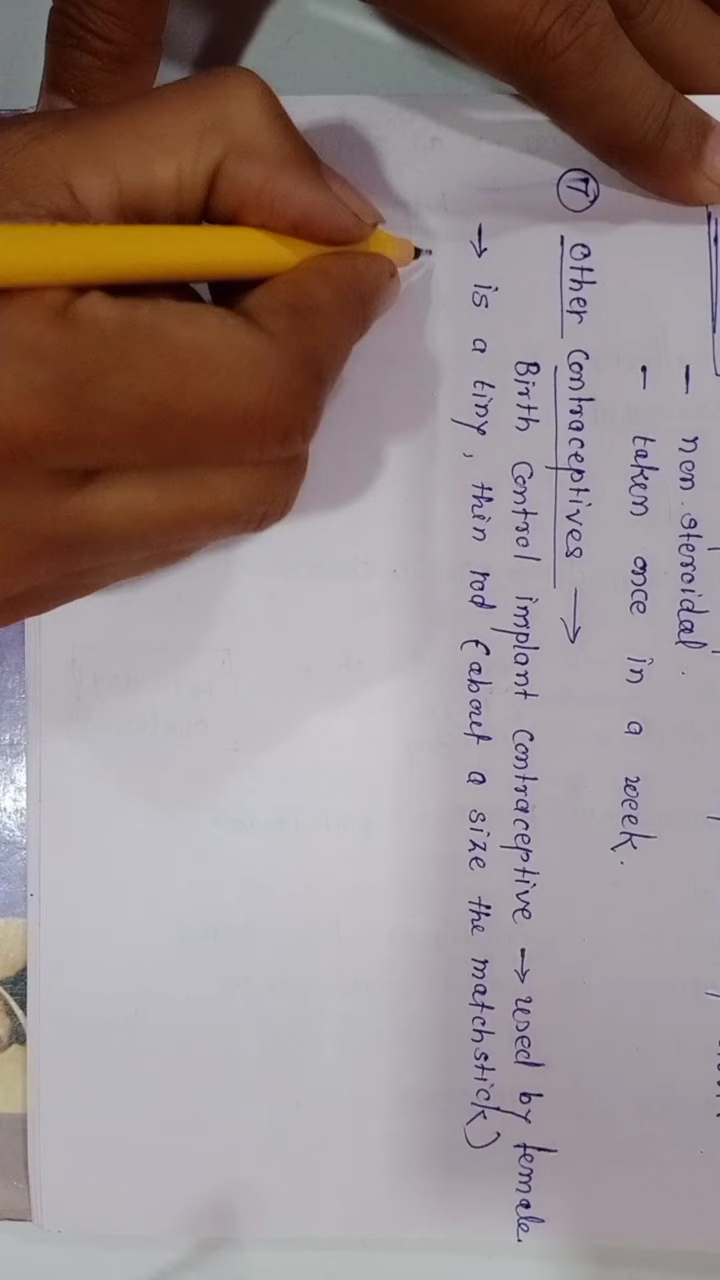 - non-steroidal.
- taken once in a week.
⑰ Other Contraceptives →
Birth Control implant contraceptive → used by female.
→ is a tiny, thin rod (about a size the matchstick)